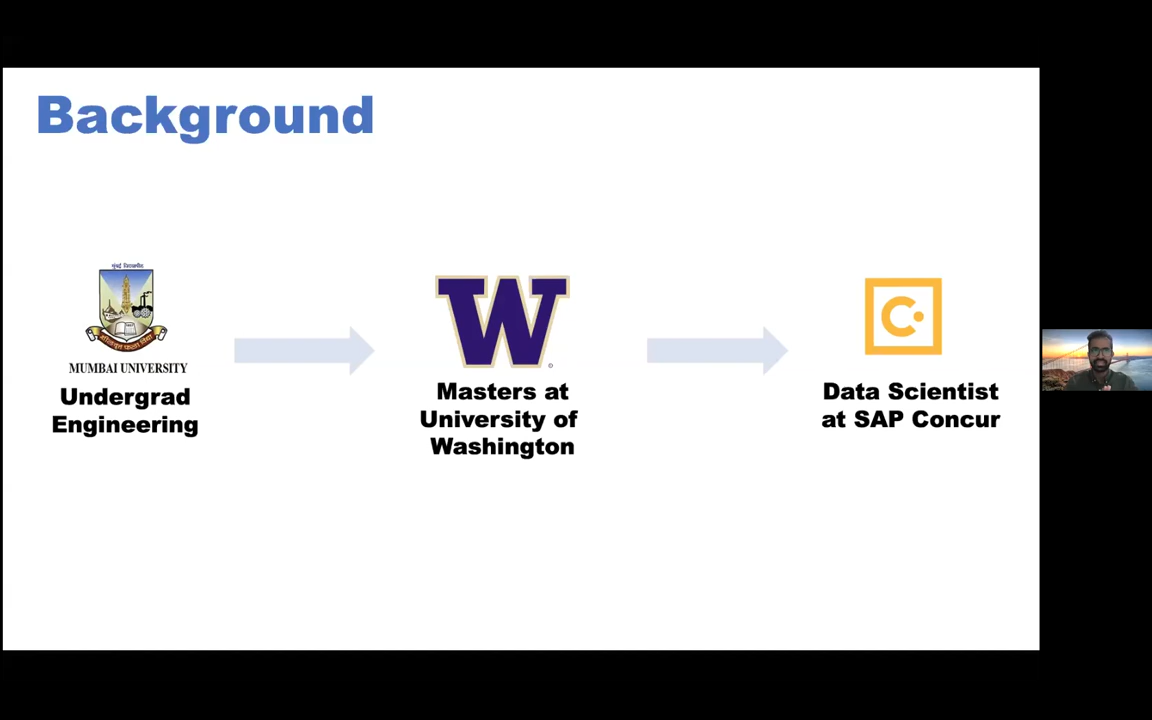 Background
MUMBAI UNIVERSITY
Undergrad
Engineering
W
Masters at
University of
Washington
Data Scientist
at SAP Concur